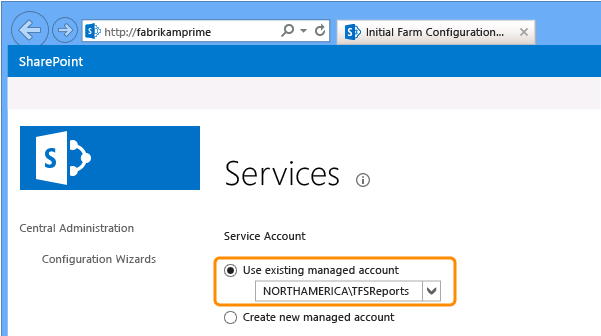 http://fabrikamprime
Initial Farm Configuration...
SharePoint
S
Services
Central Administration
Service Account
Configuration Wizards
Use existing managed account
NORTHAMERICA\TFSReports
Create new managed account